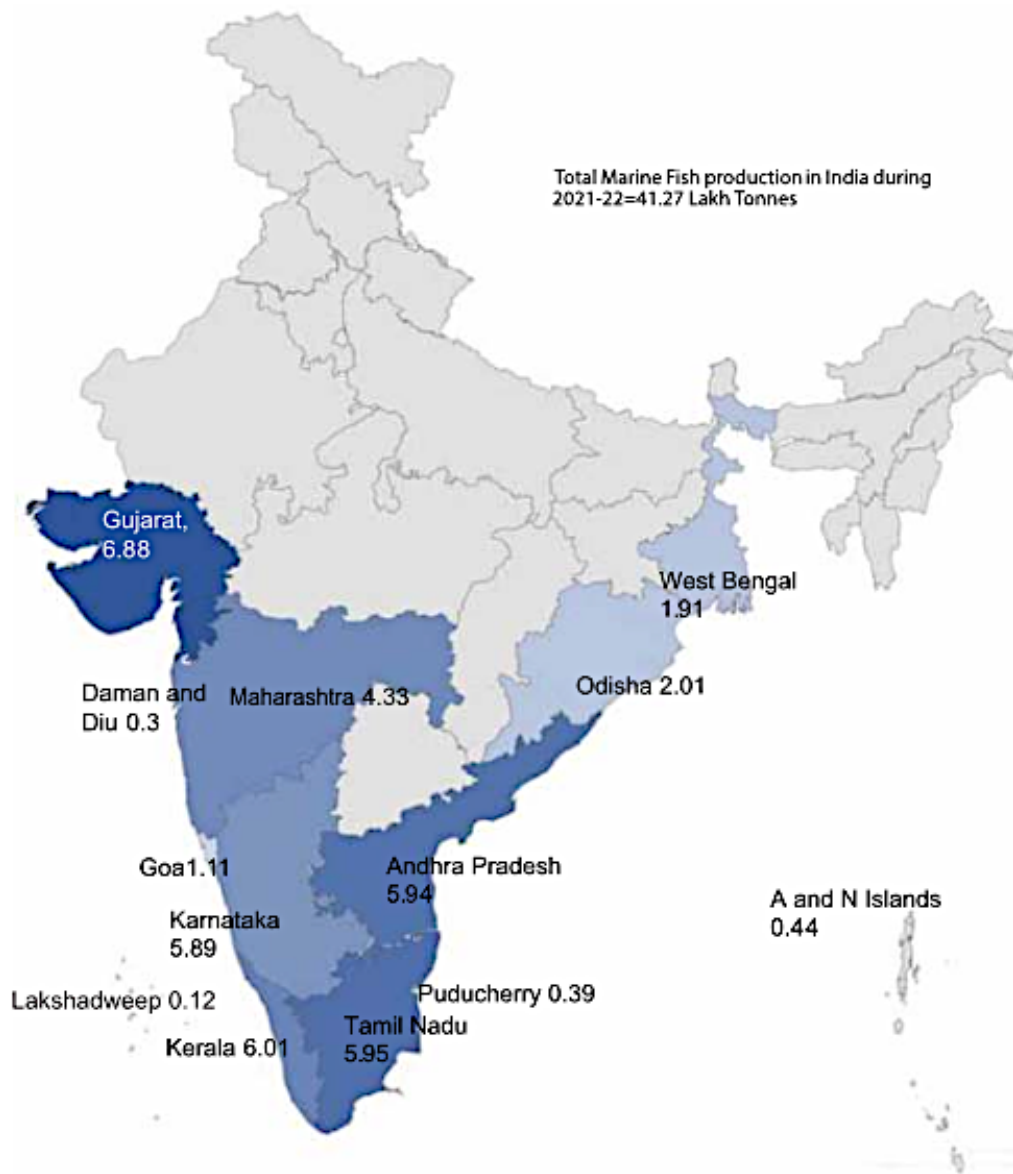 Total Marine Fish production in India during
2021-22=41.27 Lakh Tonnes
Gujarat,
6.88
West Bengal
1.91
Daman and
Diu 0.3
Maharashtra 4.33
Odisha 2.01
Goa1.11
Andhra Pradesh
5.94
A and N Islands
0.44
Karnataka
5.89
Lakshadweep 0.12
Puducherry 0.39
Kerala 6.01
Tamil Nadu
5.95